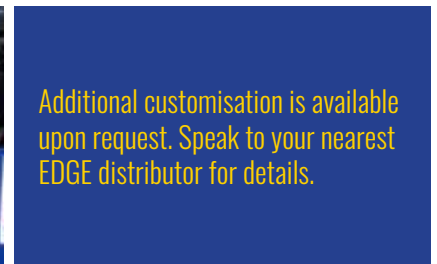 Additional customisation is available
upon request. Speak to your nearest
EDGE distributor for details.